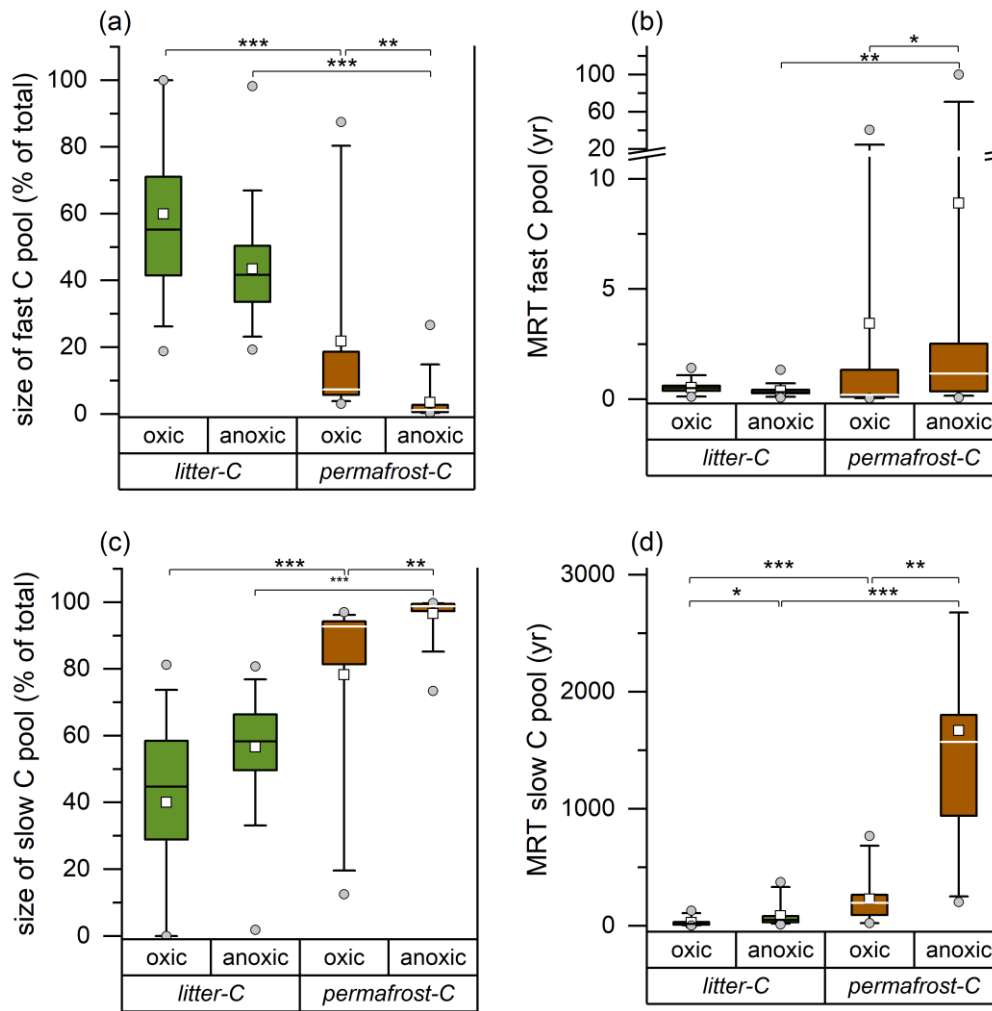 (a)
*** **
***
size of fast C pool (% of total)
100
80
60
40
20
0
oxic anoxic oxic anoxic
litter-C permafrost-C
(b)
*
**
MRT fast C pool (yr)
100
60
20
10
5
0
oxic anoxic oxic anoxic
litter-C permafrost-C
(c)
*** **
***
size of slow C pool (% of total)
100
80
60
40
20
0
oxic anoxic oxic anoxic
litter-C permafrost-C
(d)
*** **
* ***
MRT slow C pool (yr)
3000
2000
1000
0
oxic anoxic oxic anoxic
litter-C permafrost-C